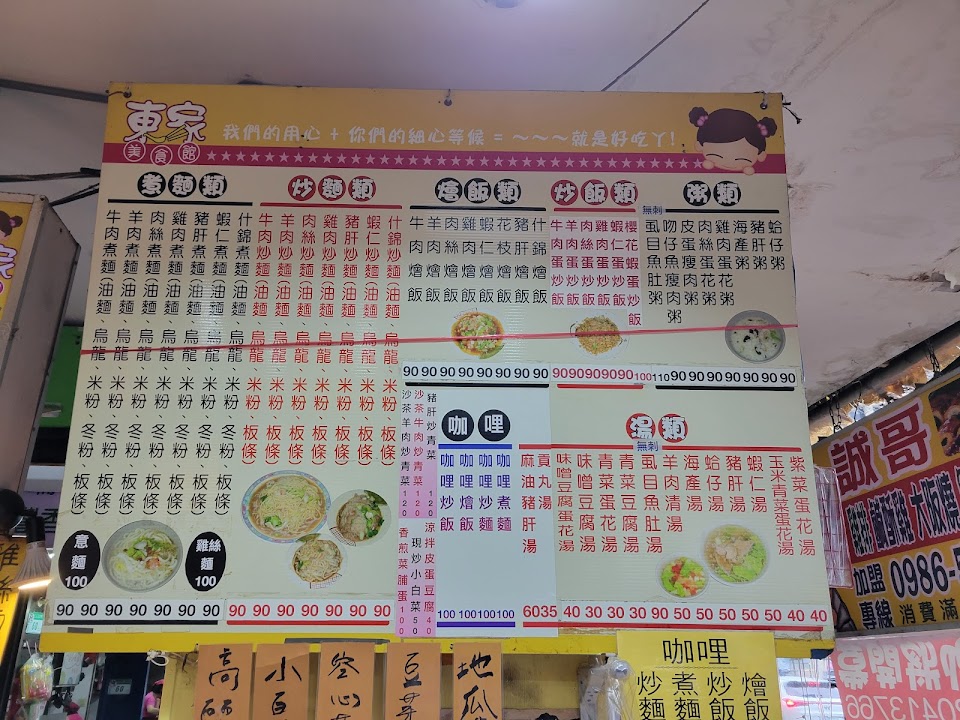 東家
美食館
我們的用心 + 你們的細心等候 = ～～～就是好吃丫!
煮麵類
牛肉煮麵(油麵、烏龍、米粉、冬粉、板條)
羊肉煮麵(油麵、烏龍、米粉、冬粉、板條)
肉絲煮麵(油麵、烏龍、米粉、冬粉、板條)
雞肉煮麵(油麵、烏龍、米粉、冬粉、板條)
豬肝煮麵(油麵、烏龍、米粉、冬粉、板條)
蝦仁煮麵(油麵、烏龍、米粉、冬粉、板條)
什錦煮麵(油麵、烏龍、米粉、冬粉、板條)
意麵 100
雞絲麵 100
90 90 90 90 90 90 90
炒麵類
牛肉炒麵(油麵、烏龍、米粉、板條)
羊肉炒麵(油麵、烏龍、米粉、板條)
肉絲炒麵(油麵、烏龍、米粉、板條)
雞肉炒麵(油麵、烏龍、米粉、板條)
豬肝炒麵(油麵、烏龍、米粉、板條)
蝦仁炒麵(油麵、烏龍、米粉、板條)
什錦炒麵(油麵、烏龍、米粉、板條)
90 90 90 90 90 90 90
燴飯類
牛肉燴飯
羊肉燴飯
肉絲燴飯
雞肉燴飯
蝦仁燴飯
花枝燴飯
豬肝燴飯
什錦燴飯
90 90 90 90 90 90 90 90
炒飯類
牛肉蛋炒飯
羊肉蛋炒飯
肉絲蛋炒飯
雞肉蛋炒飯
蝦仁蛋炒飯
櫻花蝦蛋炒飯
90 90 90 90 90 100
粥類
無刺
虱目魚肚粥
吻仔魚瘦肉粥
皮蛋瘦肉粥
肉絲蛋花粥
雞肉蛋花粥
海產粥
豬肝粥
蛤仔粥
110 90 90 90 90 90 90 90
沙茶羊肉炒青菜 120
沙茶牛肉炒青菜 120
豬肝炒青菜 120
香煎菜脯蛋 100
現炒小白菜 50
涼拌皮蛋豆腐 40
咖哩
咖哩炒飯
咖哩燴飯
咖哩炒麵
咖哩煮麵
100 100 100 100
湯類
麻油豬肝湯
貢丸湯
味噌豆腐蛋花湯
味噌豆腐湯
青菜蛋花湯
青菜豆腐湯
無刺
虱目魚肚湯
羊肉清湯
海產湯
蛤仔湯
豬肝湯
蝦仁湯
玉米青菜蛋花湯
紫菜蛋花湯
60 35 40 30 30 30 90 50 50 50 50 50 40 40
咖哩
炒麵
煮麵
炒飯
燴飯
小白
空心
地瓜
誠哥
加盟專線
0986-5
消費滿